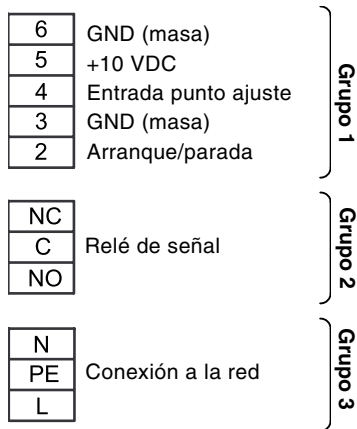 6 GND (masa)
5 +10 VDC
4 Entrada punto ajuste
3 GND (masa)
2 Arranque/parada
Grupo 1
NC
C Relé de señal
NO
Grupo 2
N
PE Conexión a la red
L
Grupo 3